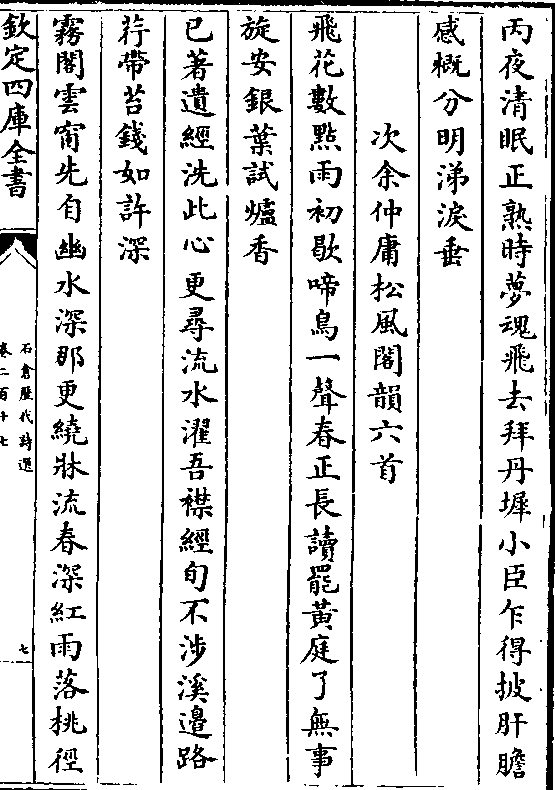 丙夜清眠正熟時夢魂飛去拜丹墀小臣乍得披肝膽
感慨分明涕淚垂
次余仲庸松風閣韻六首
飛花數點雨初歇啼鳥一聲春正長讀罷黃庭了無事
旋安銀葉試爐香
已著遺經洗此心更尋流水濯吾襟經旬不涉溪邉路
荇帶苔錢如許深
霧閣雲窗先自幽水深那更繞牀流春深紅雨落桃徑
欽定四庫全書
石倉歷代詩選
卷二百十七
七